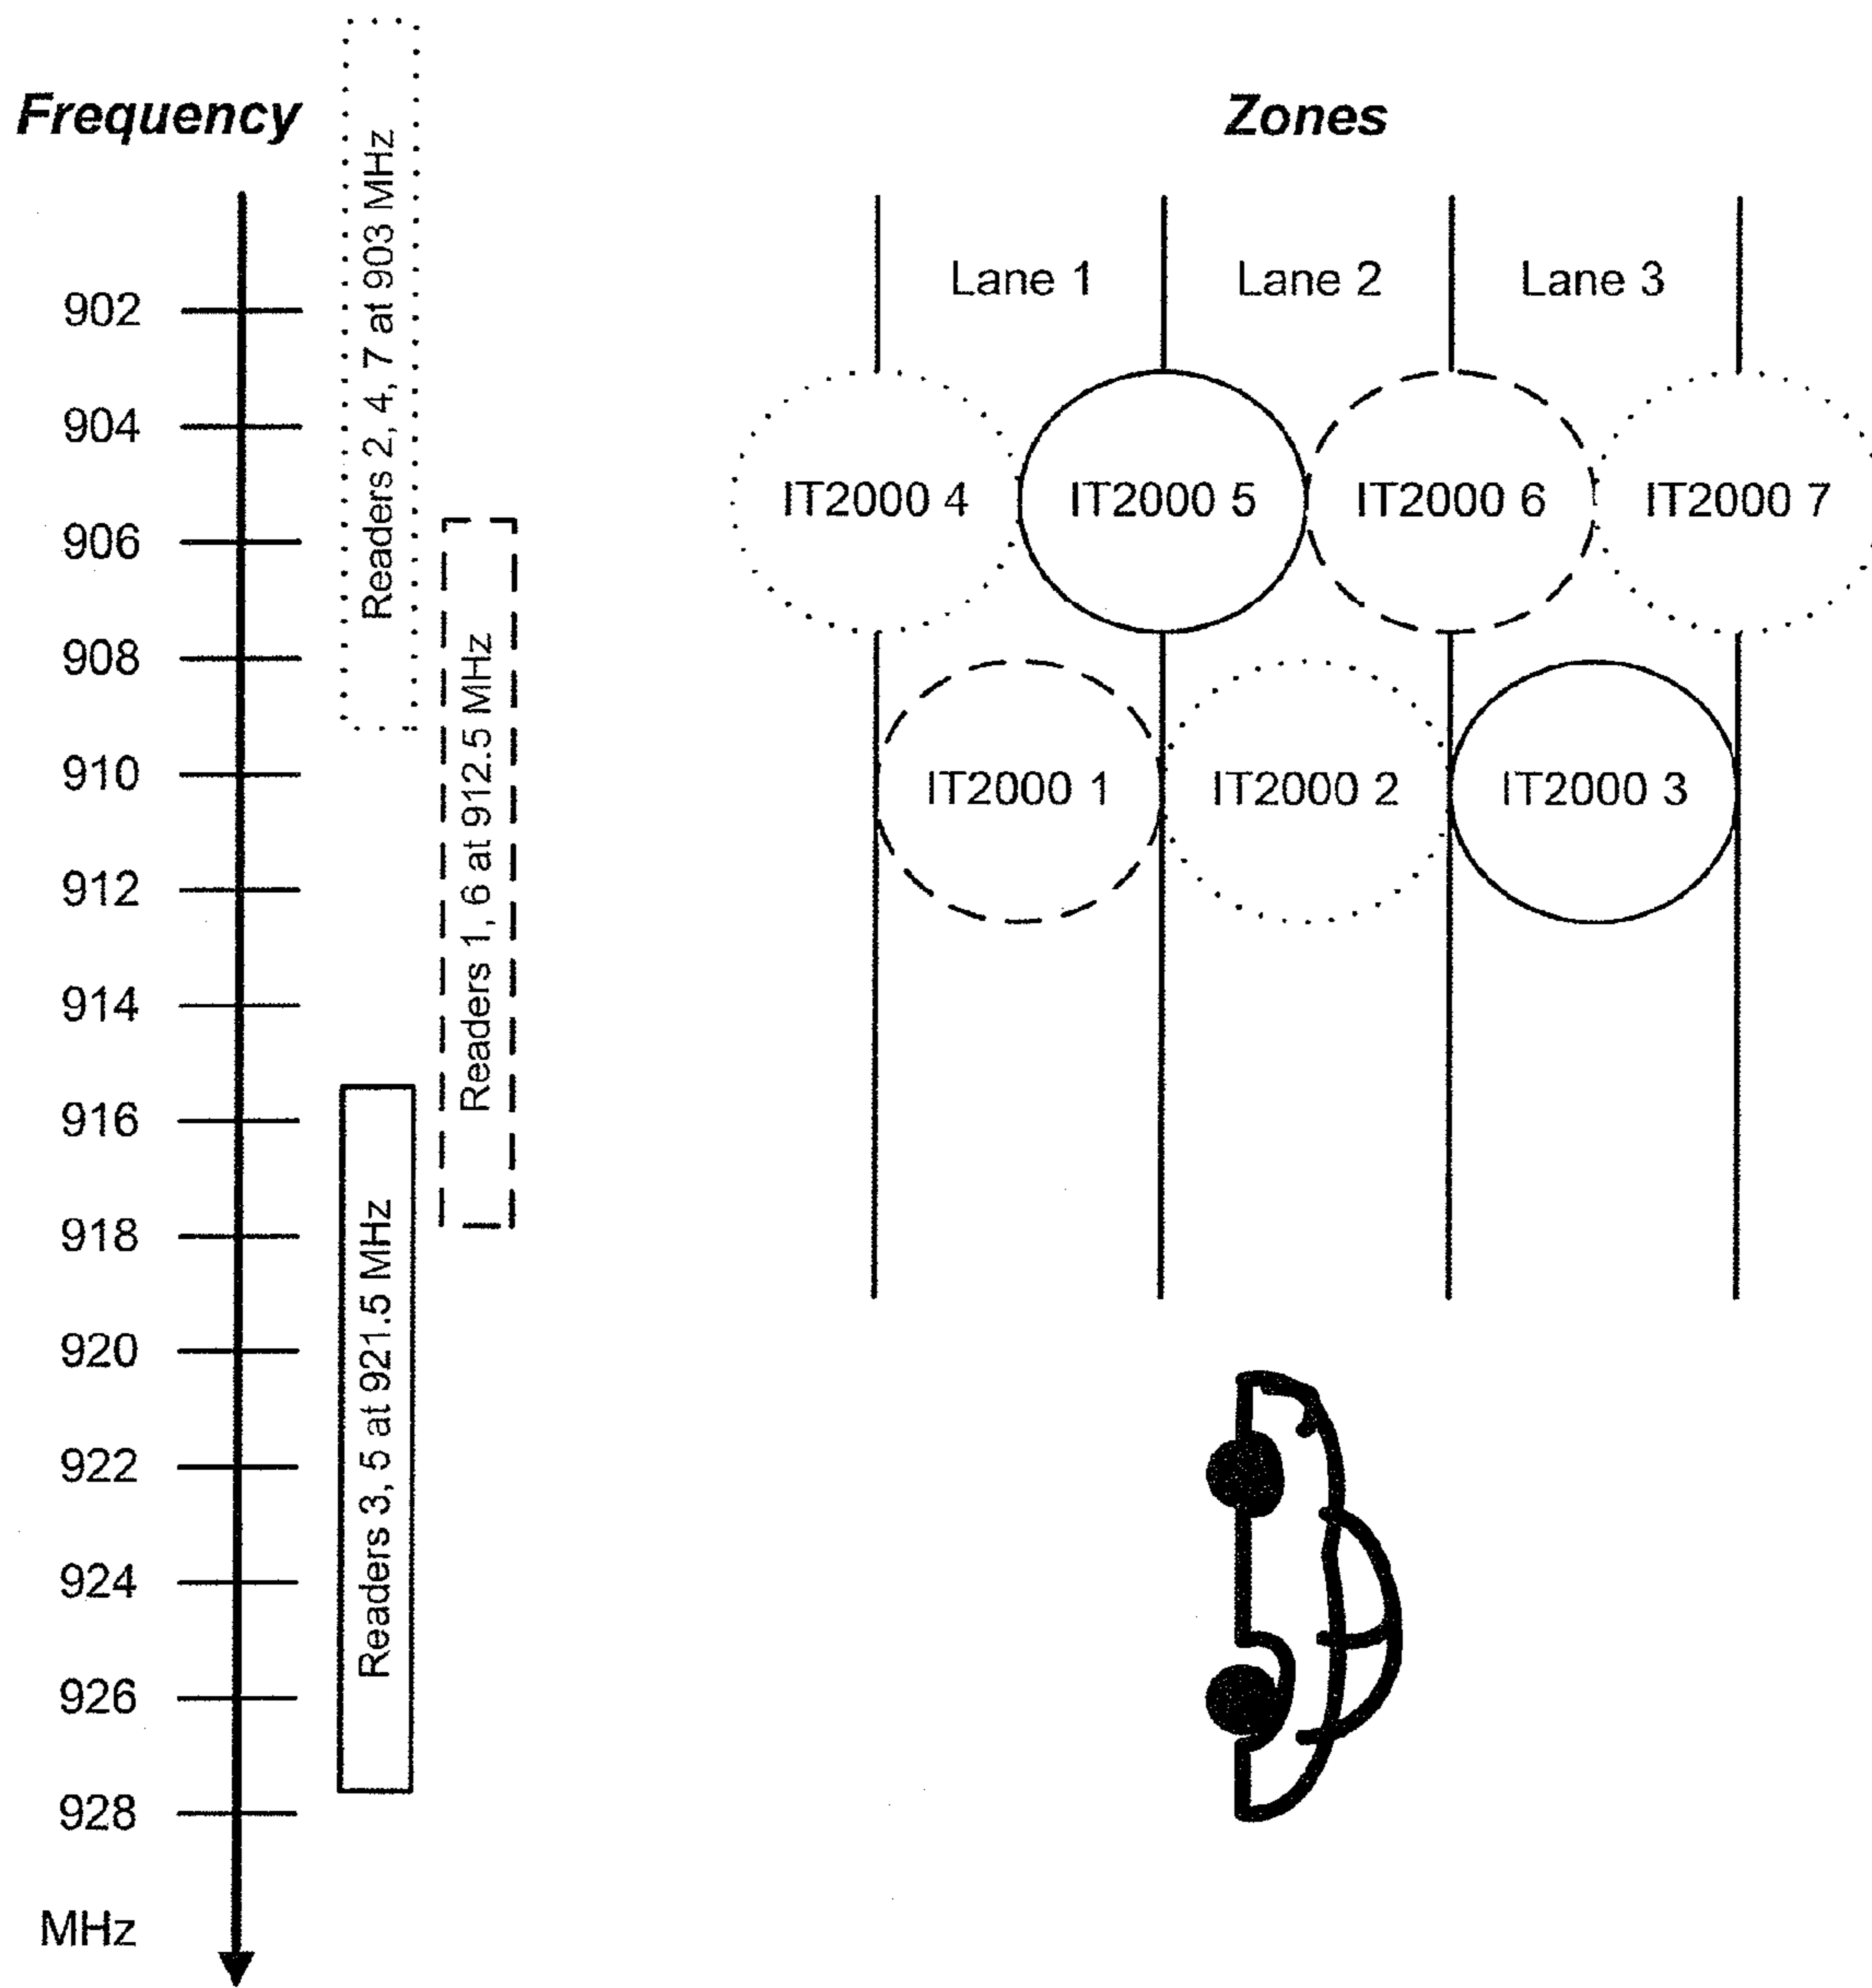 Frequency
902
904
906
908
910
912
914
916
918
920
922
924
926
928
MHz
Readers 2, 4, 7 at 903 MHz
Readers 1, 6 at 912.5 MHz
Readers 3, 5 at 921.5 MHz
Zones
Lane 1 Lane 2 Lane 3
IT2000 4 IT2000 5 IT2000 6 IT2000 7
IT2000 1 IT2000 2 IT2000 3